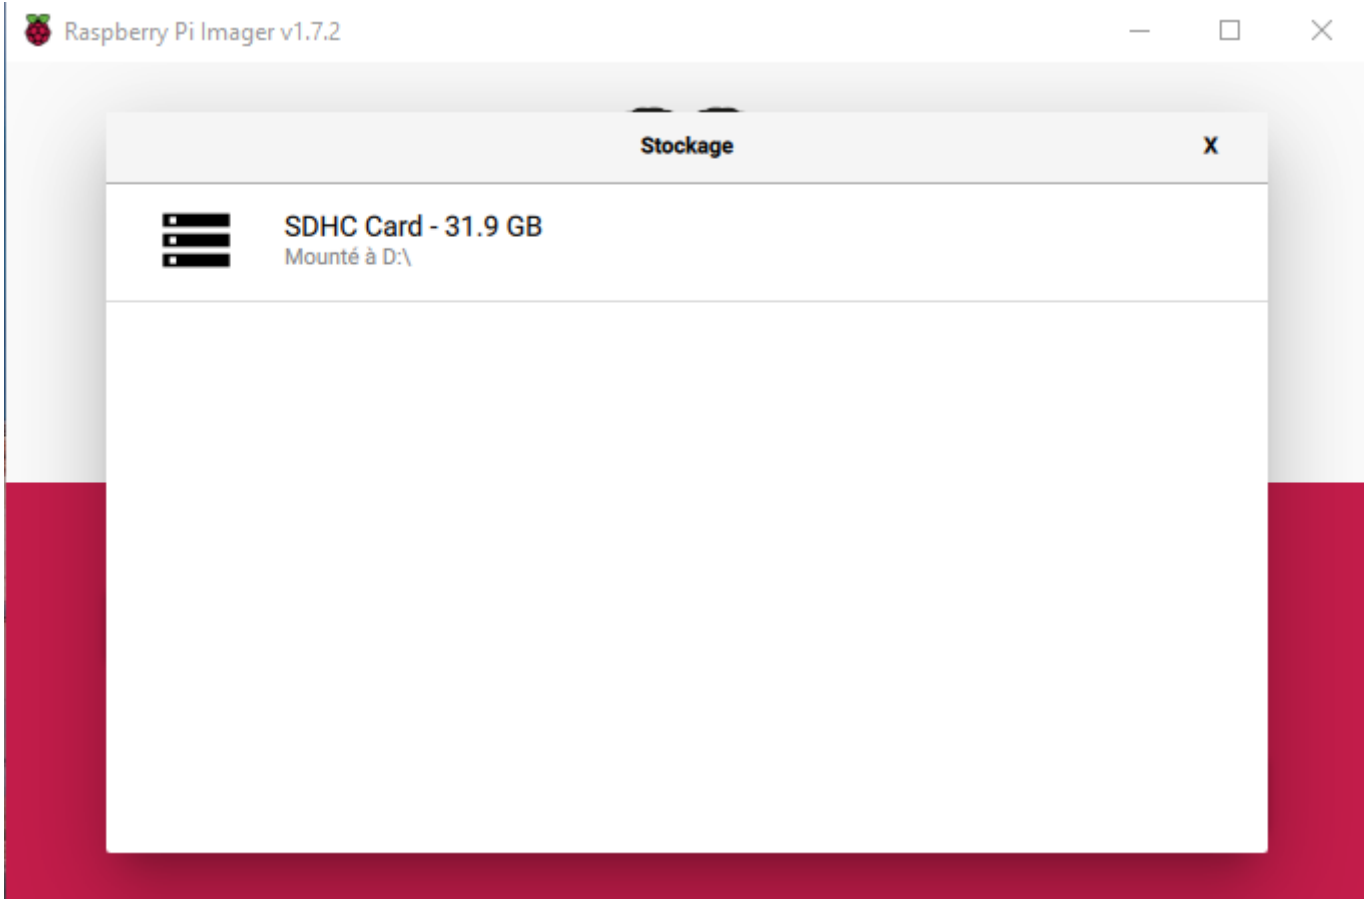 Raspberry Pi Imager v1.7.2
Stockage
X
SDHC Card - 31.9 GB
Mounté à D:\